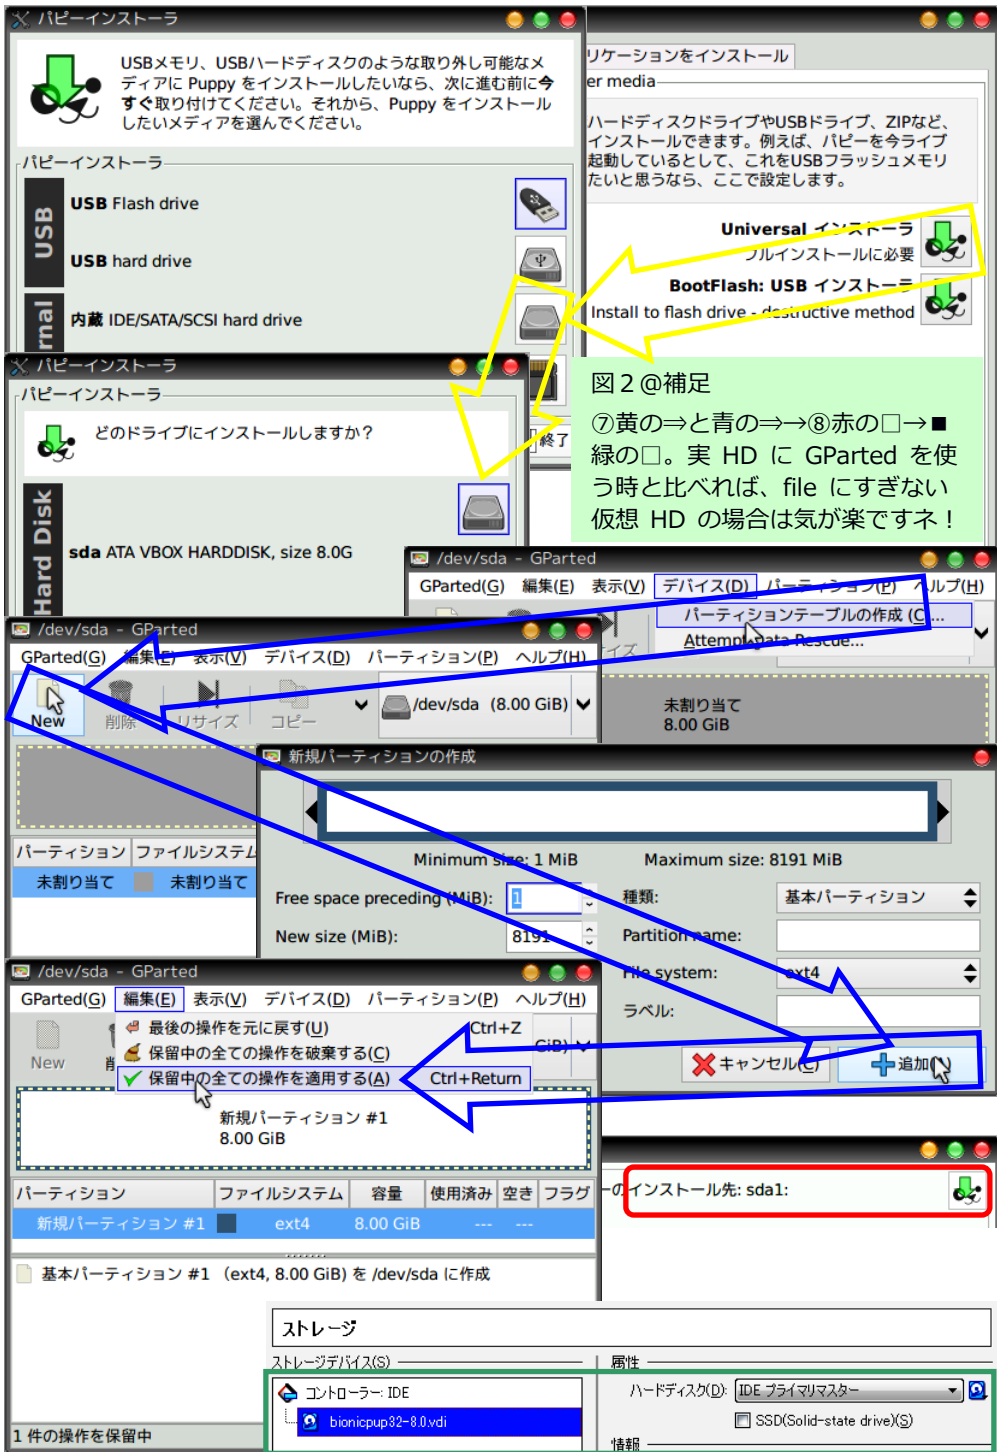 パピーインストーラ
USBメモリ、USBハードディスクのような取り外し可能なメ
ディアに Puppy をインストールしたいなら、次に進む前に今
すぐ取り付けてください。それから、Puppy をインストール
したいメディアを選んでください。
パピーインストーラ
USB
USB Flash drive
USB hard drive
rnal
内蔵 IDE/SATA/SCSI hard drive
終了
リケーションをインストール
er media
ハードディスクドライブやUSBドライブ、ZIPなど、
インストールできます。例えば、パピーを今ライブ
起動しているとして、これをUSBフラッシュメモリ
たいと思うなら、ここで設定します。
Universal インストーラ
フルインストールに必要
BootFlash: USB インストーラ
Install to flash drive - destructive method
図２@補足
⑦黄の⇒と青の⇒→⑧赤の□→■
緑の□。実 HD に GParted を使
う時と比べれば、file にすぎない
仮想 HD の場合は気が楽ですネ！
パピーインストーラ
パピーインストーラ
どのドライブにインストールしますか？
Hard Disk
sda ATA VBOX HARDDISK, size 8.0G
/dev/sda - GParted
GParted(G) 編集(E) 表示(V) デバイス(D) パーティション(P) ヘルプ(H)
パーティションテーブルの作成 (C)...
Attempt Data Rescue...
イズ
未割り当て
8.00 GiB
/dev/sda - GParted
GParted(G) 編集(E) 表示(V) デバイス(D) パーティション(P) ヘルプ(H)
New 削除 リサイズ コピー /dev/sda (8.00 GiB)
パーティション ファイルシステム
未割り当て 未割り当て
新規パーティションの作成
Minimum size: 1 MiB Maximum size: 8191 MiB
Free space preceding (MiB): 1 種類: 基本パーティション
New size (MiB): 8191 Partition name:
File system: ext4
ラベル:
キャンセル(C) 追加(A)
/dev/sda - GParted
GParted(G) 編集(E) 表示(V) デバイス(D) パーティション(P) ヘルプ(H)
New 削 GiB)
最後の操作を元に戻す(U) Ctrl+Z
保留中の全ての操作を破棄する(C)
保留中の全ての操作を適用する(A) Ctrl+Return
新規パーティション #1
8.00 GiB
パーティション ファイルシステム 容量 使用済み 空き フラグ
新規パーティション #1 ext4 8.00 GiB --- ---
基本パーティション #1 （ext4, 8.00 GiB) を /dev/sda に作成
1 件の操作を保留中
ーのインストール先: sda1:
ストレージ
ストレージデバイス(S)
コントローラー: IDE
bionicpup32-8.0.vdi
属性
ハードディスク(D): IDE プライマリマスター
SSD(Solid-state drive)(S)
情報